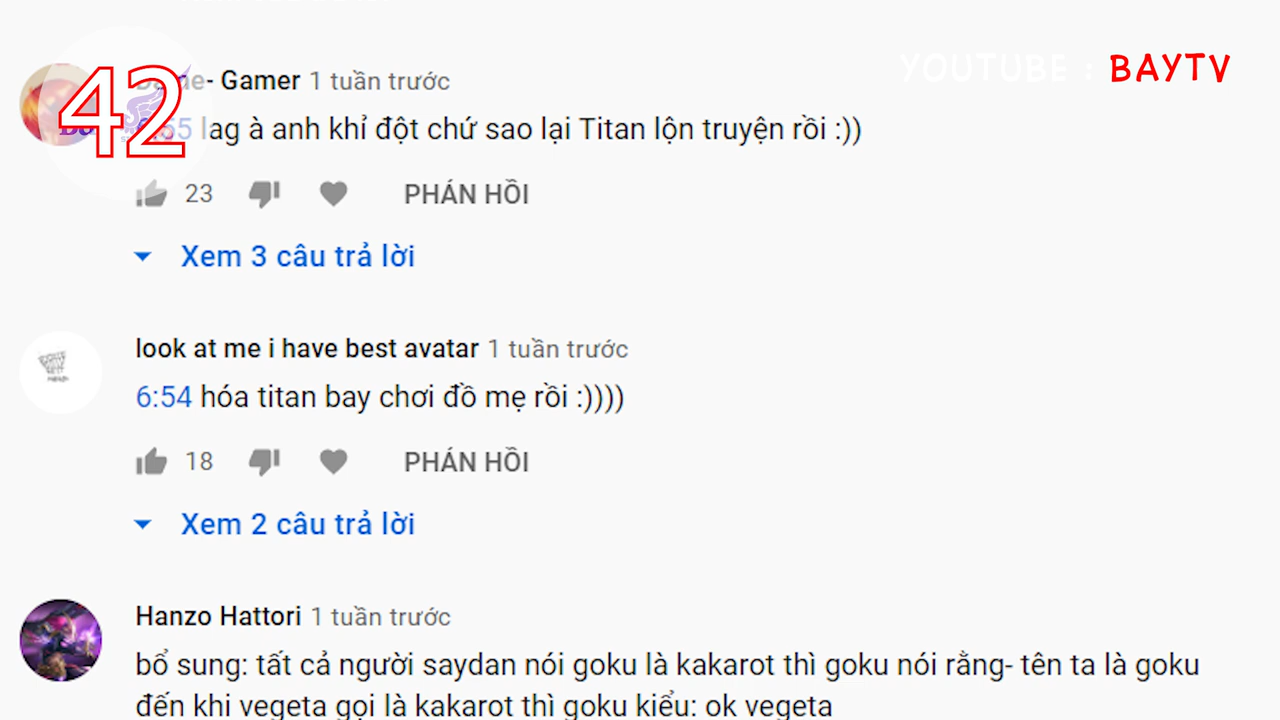 YOUTUBE : BAYTV
42
- Gamer 1 tuần trước
lag à anh khỉ đột chứ sao lại Titan lộn truyện rồi :))
23 PHÁN HỒI
Xem 3 câu trả lời
look at me i have best avatar 1 tuần trước
6:54 hóa titan bay chơi đồ mẹ rồi :))))
18 PHÁN HỒI
Xem 2 câu trả lời
Hanzo Hattori 1 tuần trước
bổ sung: tất cả người saydan nói goku là kakarot thì goku nói rằng- tên ta là goku
đến khi vegeta gọi là kakarot thì goku kiểu: ok vegeta